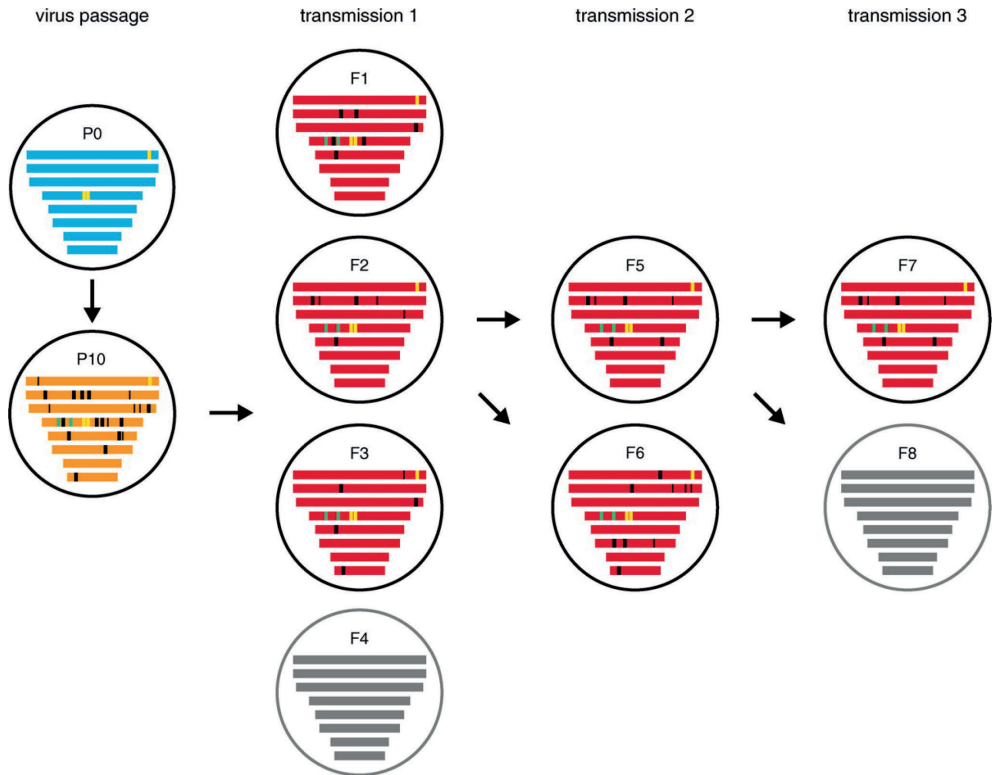 virus passage
transmission 1
transmission 2
transmission 3
P0
P10
F1
F2
F3
F4
F5
F6
F7
F8